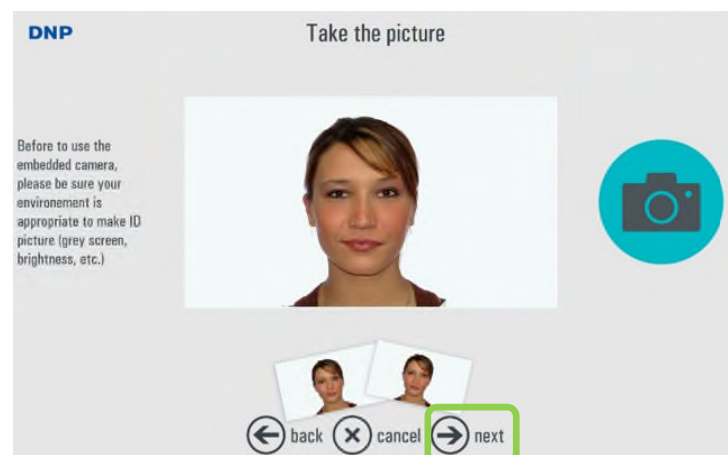 DNP
Take the picture
Before to use the
embedded camera,
please be sure your
environement is
appropriate to make ID
picture (grey screen,
brightness, etc.)
back
cancel
next